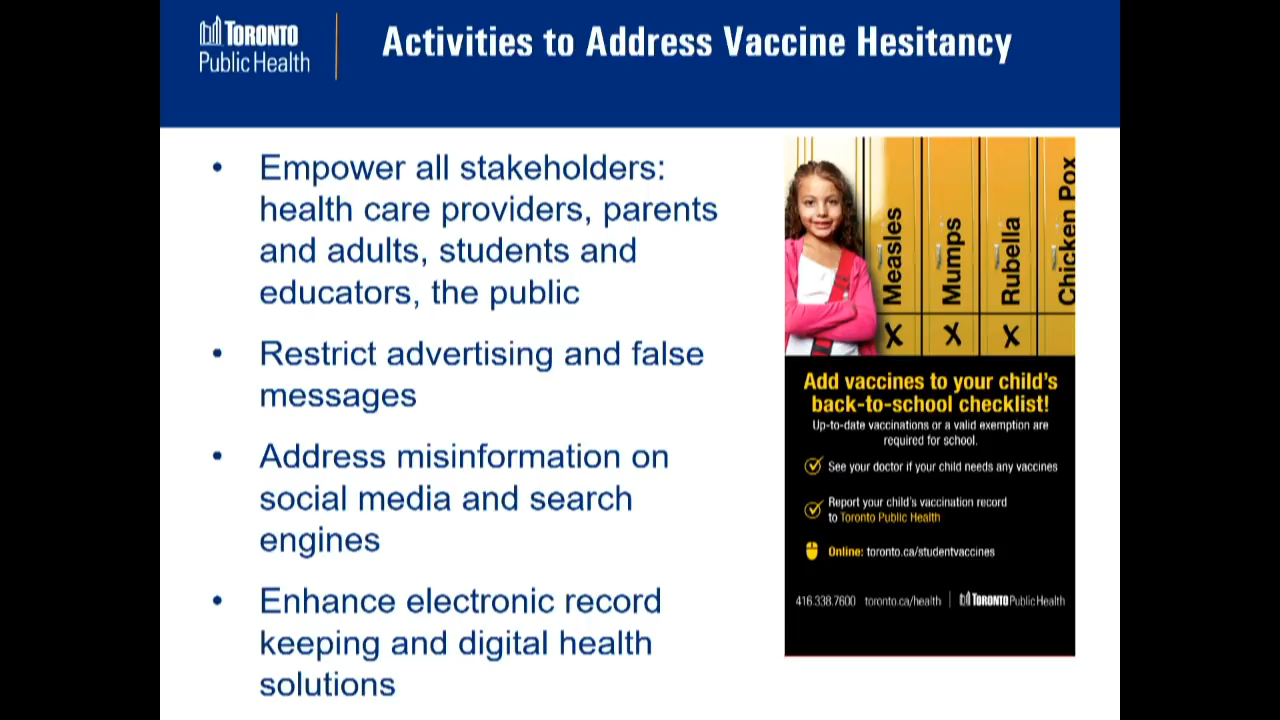 TORONTO
Public Health
Activities to Address Vaccine Hesitancy
• Empower all stakeholders:
health care providers, parents
and adults, students and
educators, the public
• Restrict advertising and false
messages
• Address misinformation on
social media and search
engines
• Enhance electronic record
keeping and digital health
solutions
Measles
Mumps
Rubella
Chicken Pox
X X X
Add vaccines to your child's
back-to-school checklist!
Up-to-date vaccinations or a valid exemption are
required for school.
See your doctor if your child needs any vaccines
Report your child's vaccination record
to Toronto Public Health
Online: toronto.ca/studentvaccines
416.338.7600 toronto.ca/health | TORONTO Public Health